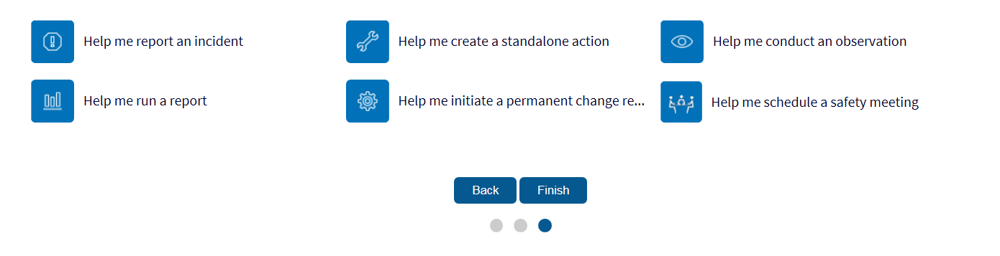 Help me report an incident
Help me create a standalone action
Help me conduct an observation
Help me run a report
Help me initiate a permanent change re...
Help me schedule a safety meeting
Back
Finish